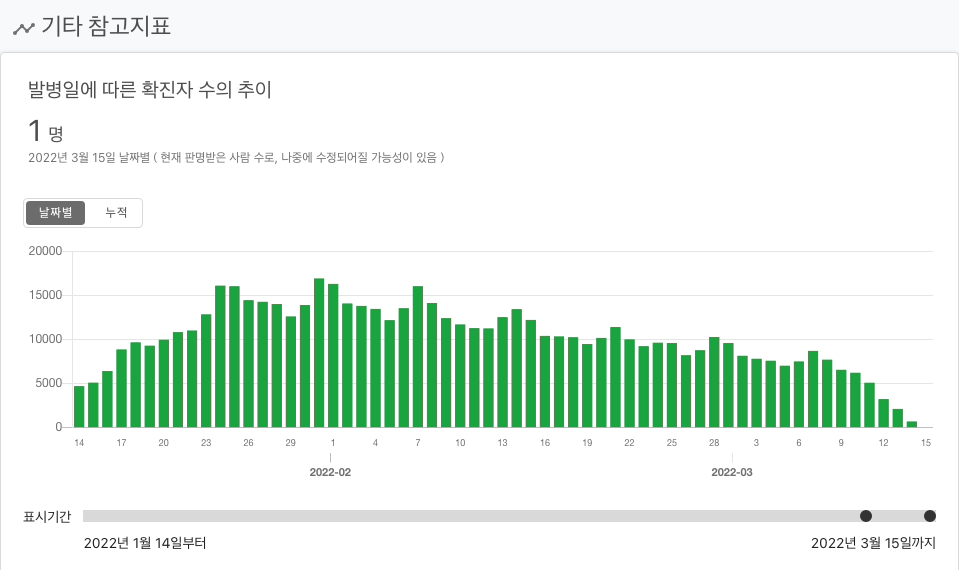 기타 참고지표
발병일에 따른 확진자 수의 추이
1 명
2022년 3월 15일 날짜별 ( 현재 판명받은 사람 수로, 나중에 수정되어질 가능성이 있음 )
날짜별 누적
20000
15000
10000
5000
0
14 17 20 23 26 29 1 4 7 10 13 16 19 22 25 28 3 6 9 12 15
2022-02 2022-03
표시기간
2022년 1월 14일부터 2022년 3월 15일까지